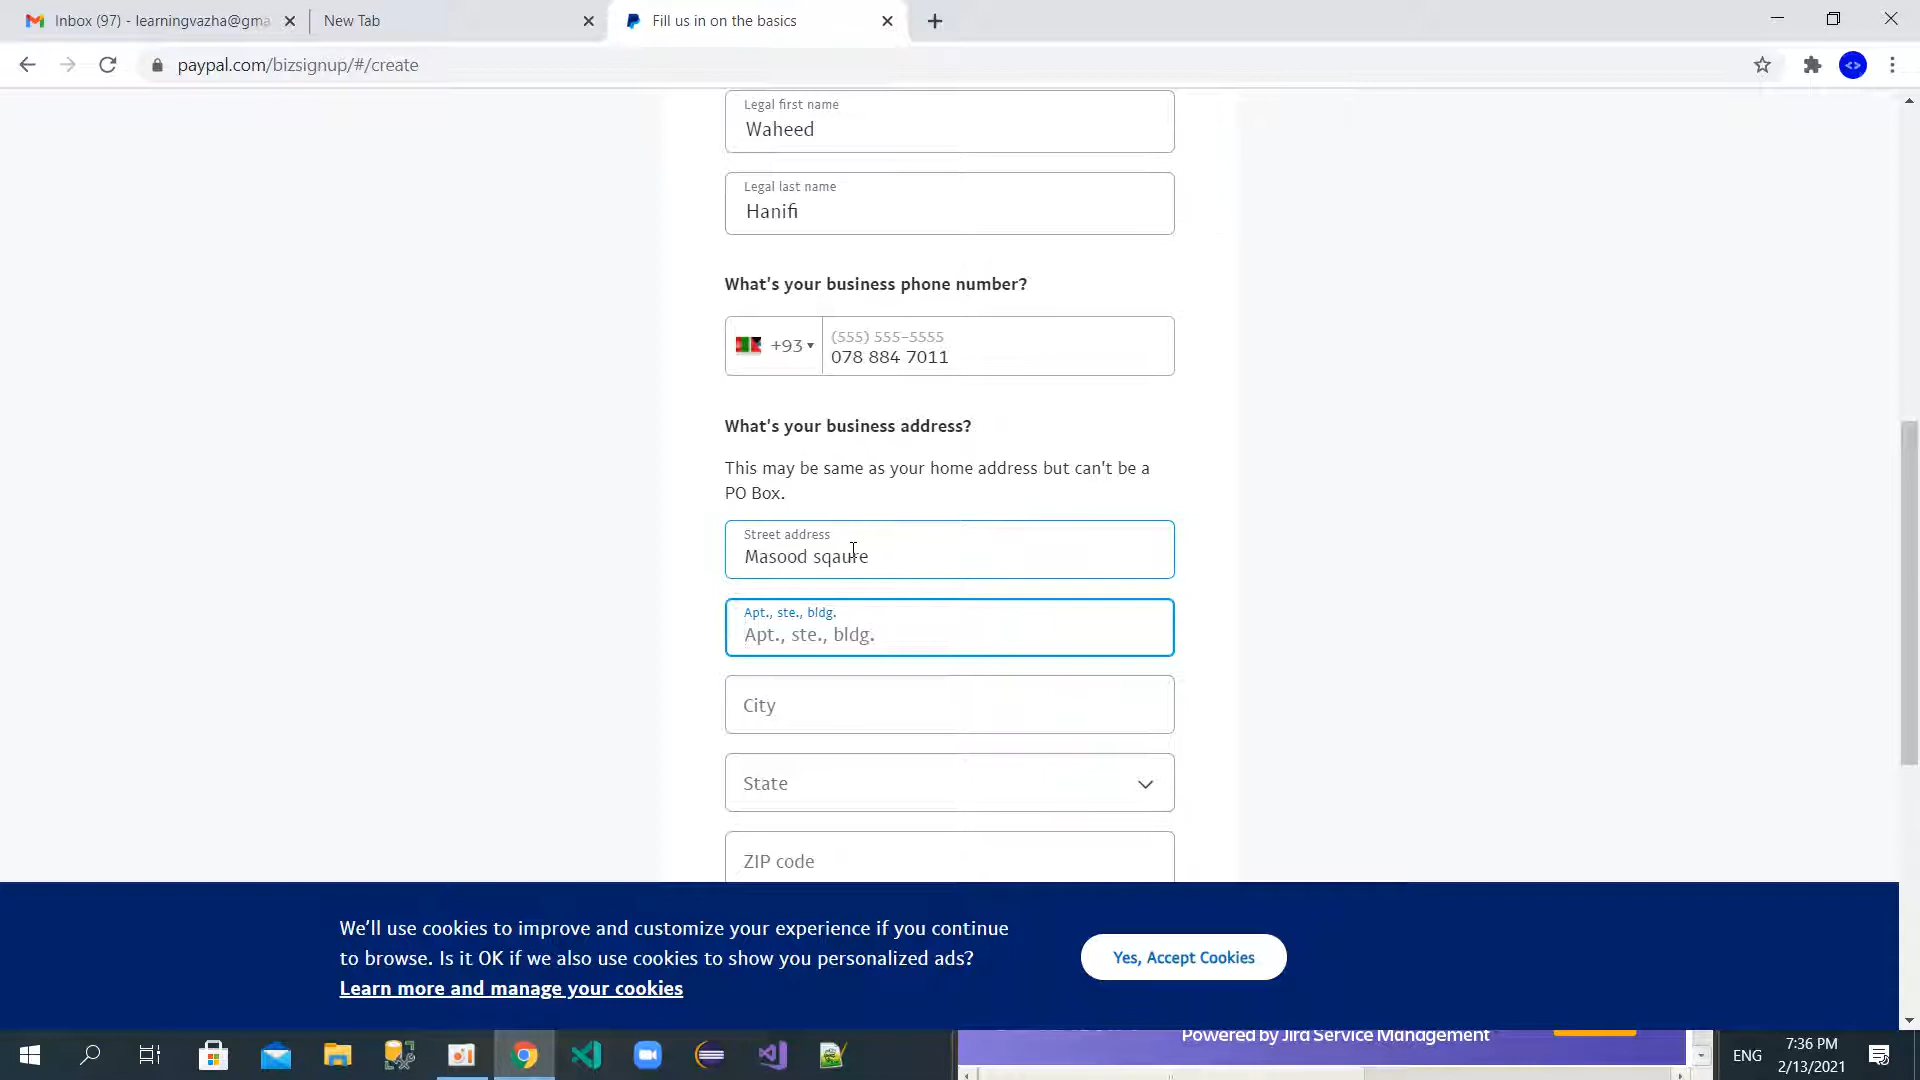 Inbox (97) - learningvazha@gma
New Tab
Fill us in on the basics
paypal.com/bizsignup/#/create
Legal first name
Waheed
Legal last name
Hanifi
What's your business phone number?
+93
(555) 555-5555
078 884 7011
What's your business address?
This may be same as your home address but can't be a
PO Box.
Street address
Masood sqaure
Apt., ste., bldg.
Apt., ste., bldg.
City
State
ZIP code
We'll use cookies to improve and customize your experience if you continue
to browse. Is it OK if we also use cookies to show you personalized ads?
Learn more and manage your cookies
Yes, Accept Cookies
Powered by Jira Service Management
ENG
7:36 PM
2/13/2021